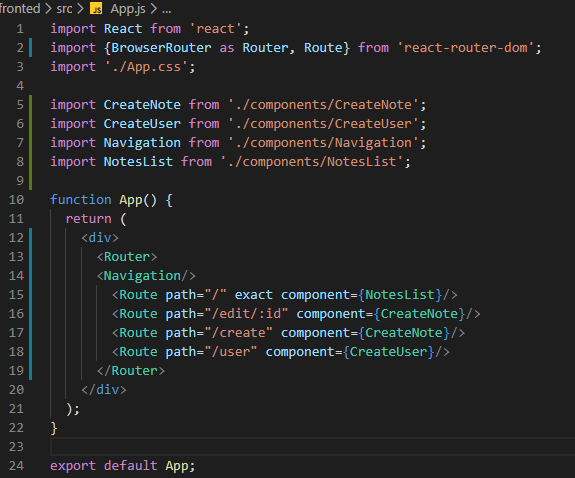 fronted > src > JS App.js > ...
1 import React from 'react';
2 import {BrowserRouter as Router, Route} from 'react-router-dom';
3 import './App.css';
4
5 import CreateNote from './components/CreateNote';
6 import CreateUser from './components/CreateUser';
7 import Navigation from './components/Navigation';
8 import NotesList from './components/NotesList';
9
10 function App() {
11   return (
12     <div>
13       <Router>
14       <Navigation/>
15         <Route path="/" exact component={NotesList}/>
16         <Route path="/edit/:id" component={CreateNote}/>
17         <Route path="/create" component={CreateNote}/>
18         <Route path="/user" component={CreateUser}/>
19       </Router>
20     </div>
21   );
22 }
23
24 export default App;